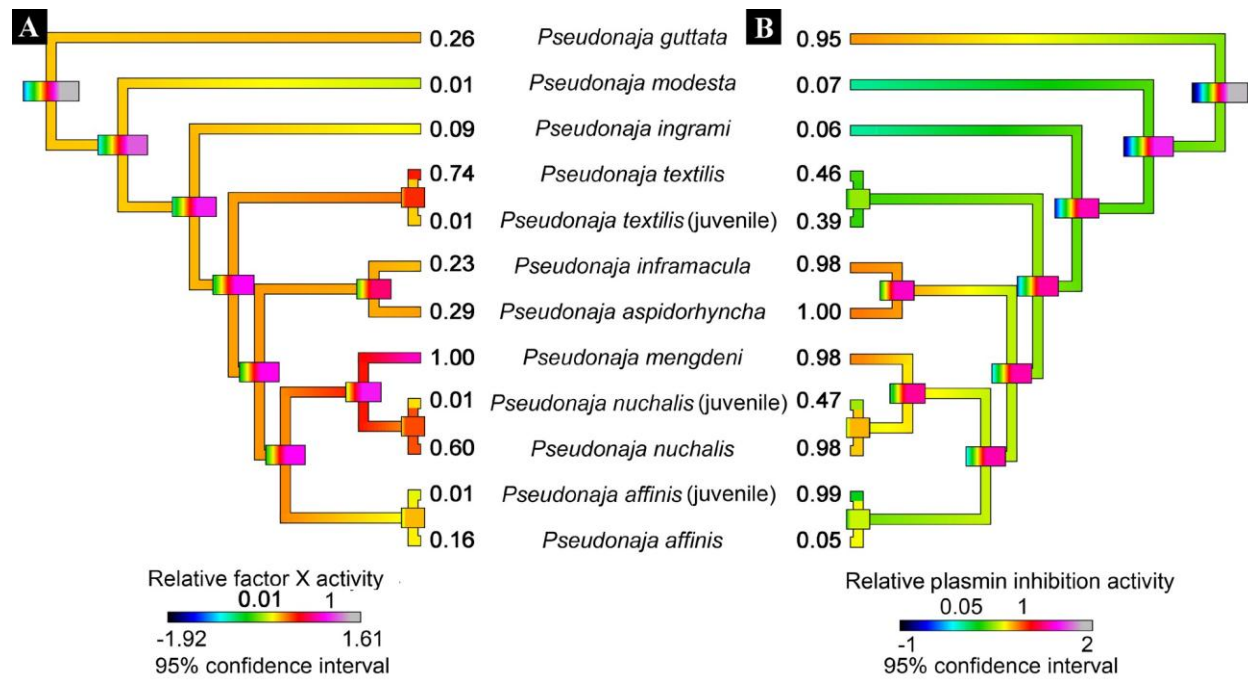 A
B
0.26 Pseudonaja guttata 0.95
0.01 Pseudonaja modesta 0.07
0.09 Pseudonaja ingrami 0.06
0.74 Pseudonaja textilis 0.46
0.01 Pseudonaja textilis (juvenile) 0.39
0.23 Pseudonaja inframacula 0.98
0.29 Pseudonaja aspidorhyncha 1.00
1.00 Pseudonaja mengdeni 0.98
0.01 Pseudonaja nuchalis (juvenile) 0.47
0.60 Pseudonaja nuchalis 0.98
0.01 Pseudonaja affinis (juvenile) 0.99
0.16 Pseudonaja affinis 0.05
Relative factor X activity
0.01 1
-1.92 1.61
95% confidence interval
Relative plasmin inhibition activity
0.05 1
-1 2
95% confidence interval